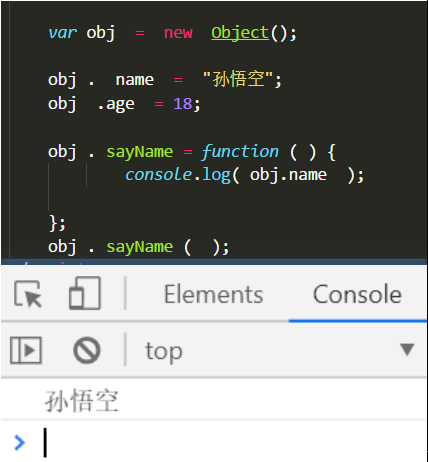 var obj = new Object();
obj . name = "孙悟空";
obj .age = 18;
obj . sayName = function ( ) {
console.log( obj.name );
};
obj . sayName ( );
Elements Console
top
孙悟空